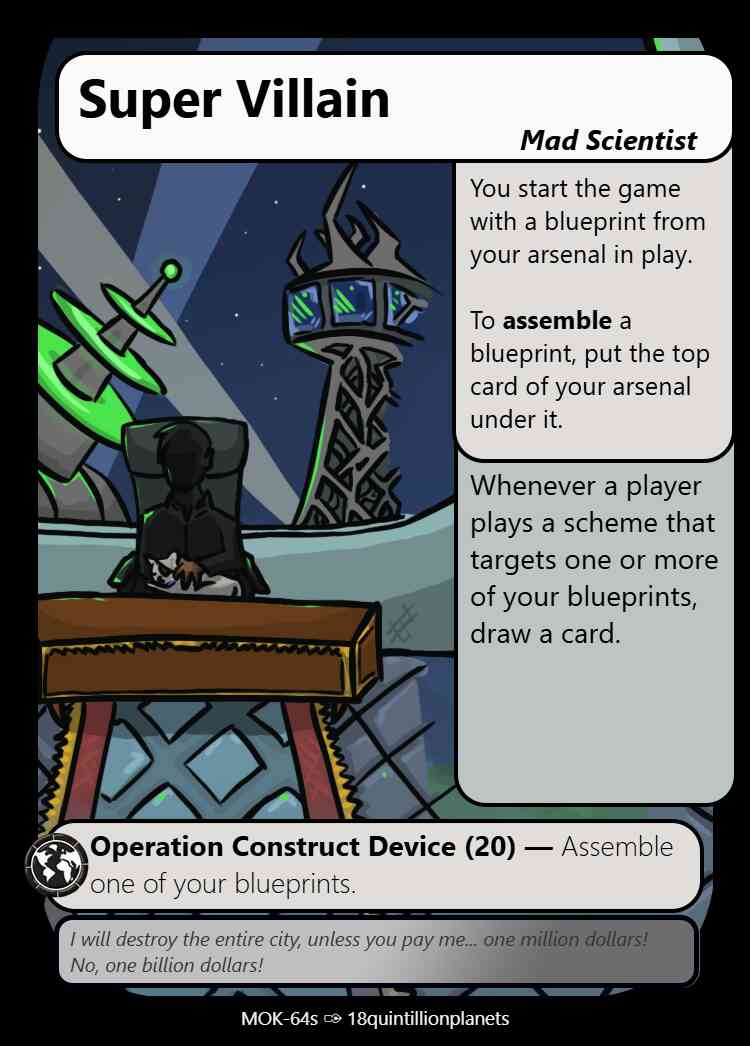 Super Villain
Mad Scientist
You start the game
with a blueprint from
your arsenal in play.
To assemble a
blueprint, put the top
card of your arsenal
under it.
Whenever a player
plays a scheme that
targets one or more
of your blueprints,
draw a card.
Operation Construct Device (20) — Assemble
one of your blueprints.
I will destroy the entire city, unless you pay me... one million dollars!
No, one billion dollars!
MOK-64s ➩ 18quintillionplanets